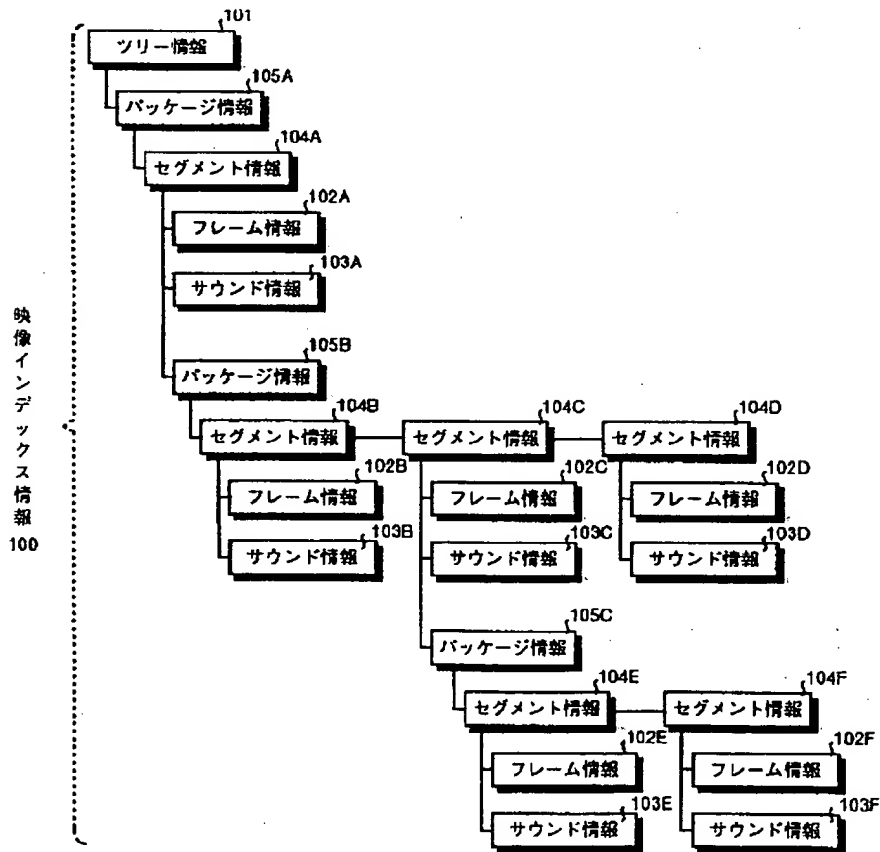 101
ツリー情報
105A
パッケージ情報
104A
セグメント情報
102A
フレーム情報
103A
サウンド情報
105B
パッケージ情報
104B
セグメント情報
104C
セグメント情報
104D
セグメント情報
102B
フレーム情報
102C
フレーム情報
102D
フレーム情報
103B
サウンド情報
103C
サウンド情報
103D
サウンド情報
105C
パッケージ情報
104E
セグメント情報
104F
セグメント情報
102E
フレーム情報
102F
フレーム情報
103E
サウンド情報
103F
サウンド情報
映像インデックス情報
100